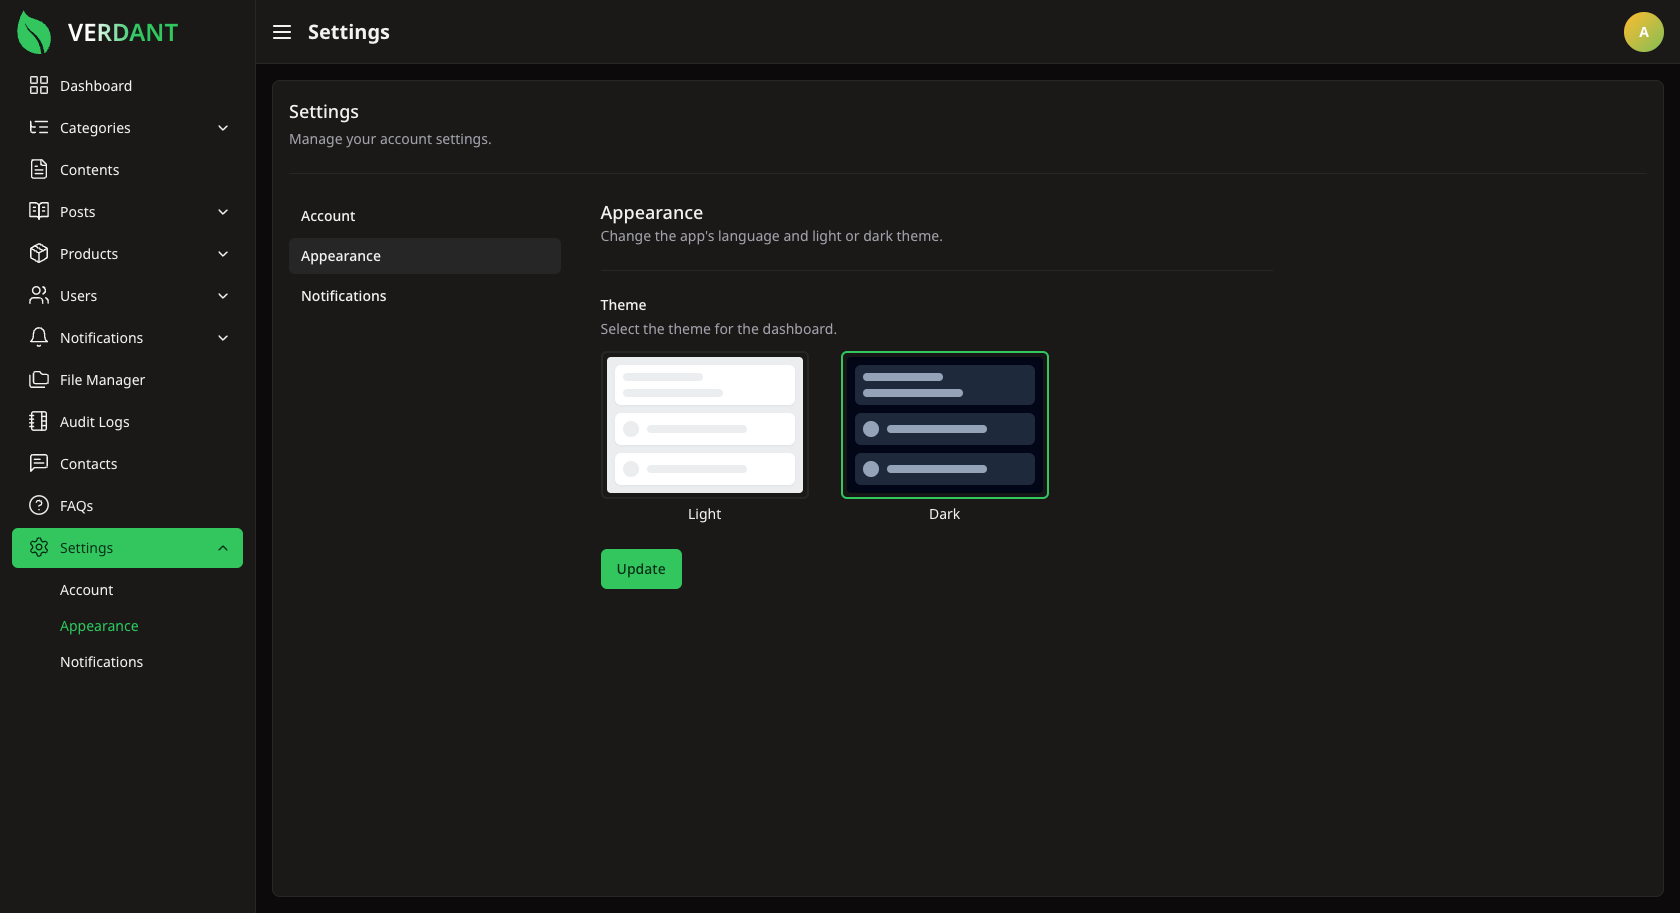 VERDANT
Dashboard
Categories
Contents
Posts
Products
Users
Notifications
File Manager
Audit Logs
Contacts
FAQs
Settings
Account
Appearance
Notifications
Settings
A
Settings
Manage your account settings.
Account
Appearance
Notifications
Appearance
Change the app's language and light or dark theme.
Theme
Select the theme for the dashboard.
Light
Dark
Update